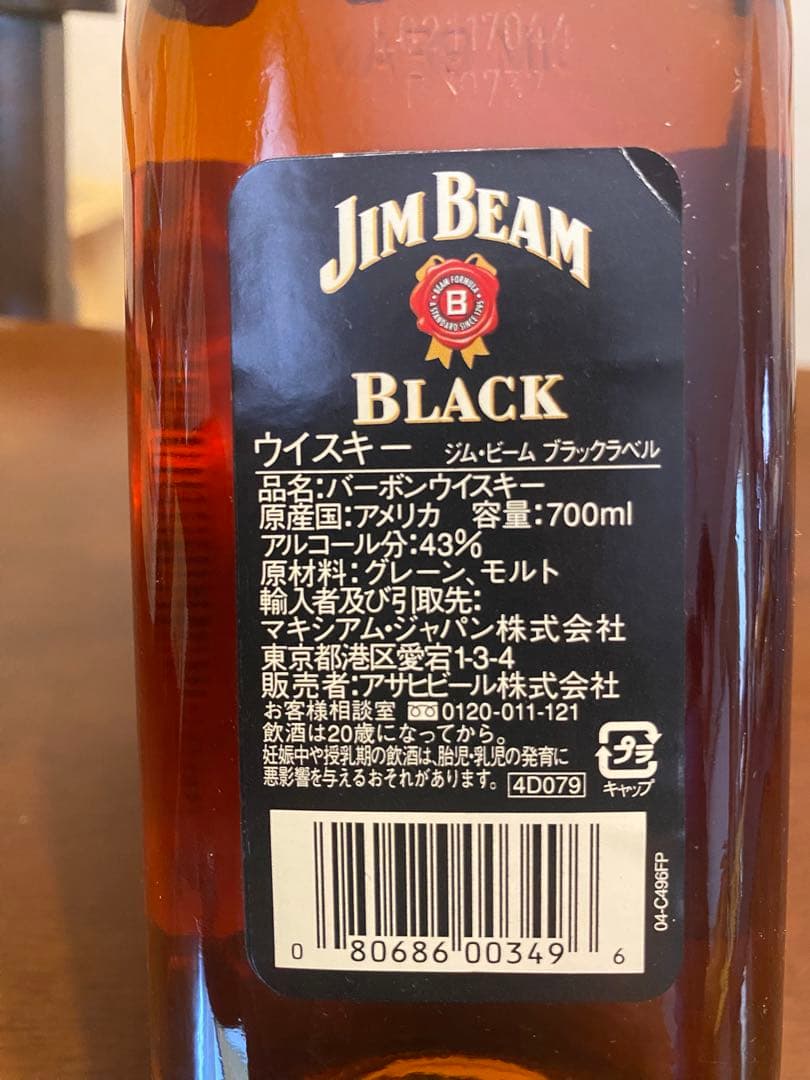 JIM BEAM
BEAM FORMULA
B
A STANDARD SINCE 1795
BLACK
ウイスキー ジム・ビーム ブラックラベル
品名:バーボンウイスキー
原産国:アメリカ 容量:700ml
アルコール分:43%
原材料:グレーン、モルト
輸入者及び引取先:
マキシアム・ジャパン株式会社
東京都港区愛宕1-3-4
販売者:アサヒビール株式会社
お客様相談室 0120-011-121
飲酒は20歳になってから。
妊娠中や授乳期の飲酒は、胎児・乳児の発育に
悪影響を与えるおそれがあります。 4D079
プラ
キャップ
04-C496FP
0 80686 00349 6